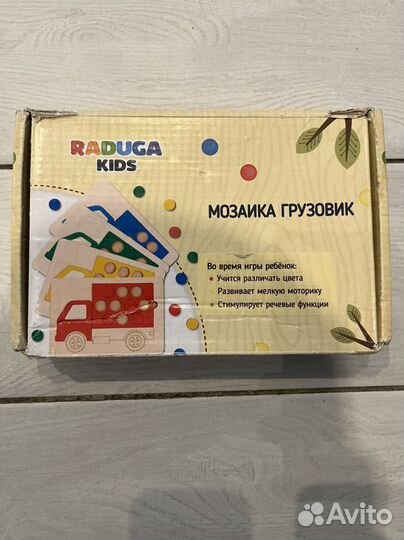 RADUGA
KIDS
МОЗАИКА ГРУЗОВИК
Во время игры ребёнок:
• Учится различать цвета
Развивает мелкую моторику
• Стимулирует речевые функции
Avito